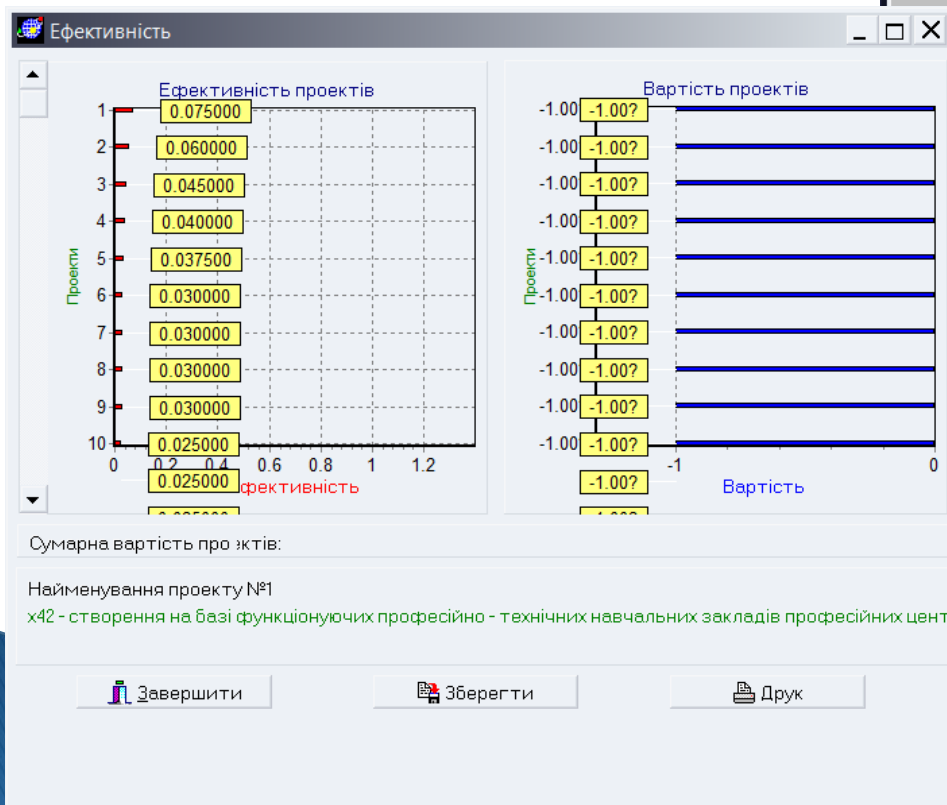 Ефективність
Ефективність проектів
1
0.075000
2
0.060000
3
0.045000
4
0.040000
5
0.037500
6
0.030000
7
0.030000
8
0.030000
9
0.030000
10
0.025000
0.025000
0 0.2 0.4 0.6 0.8 1 1.2
Проекти
фективність
Вартість проектів
-1.00 -1.00?
-1.00 -1.00?
-1.00 -1.00?
-1.00 -1.00?
-1.00 -1.00?
-1.00 -1.00?
-1.00 -1.00?
-1.00 -1.00?
-1.00 -1.00?
-1.00 -1.00?
-1.00?
-1 0
Проекти
Вартість
Сумарна вартість проектів:
Найменування проекту №1
x42 - створення на базі функціонуючих професійно - технічних навчальних закладів професійних цент
Завершити Зберегти Друк